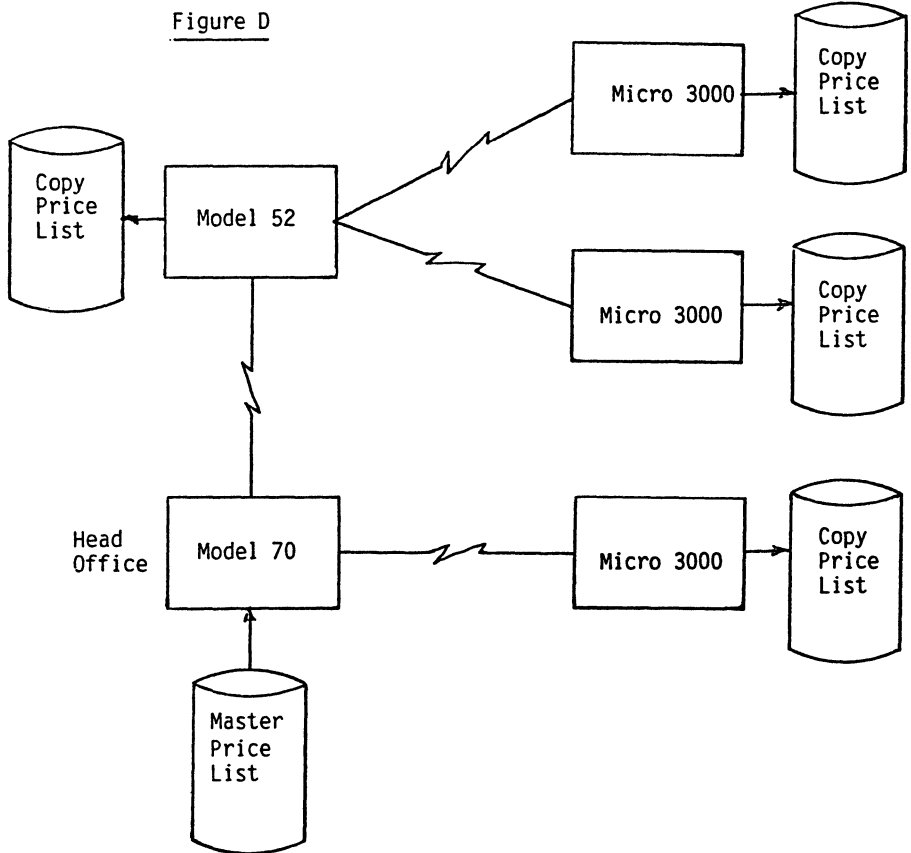 Figure D
Micro 3000
Copy
Price
List
Copy
Price
List
Model 52
Micro 3000
Copy
Price
List
Head
Office
Model 70
Micro 3000
Copy
Price
List
Master
Price
List